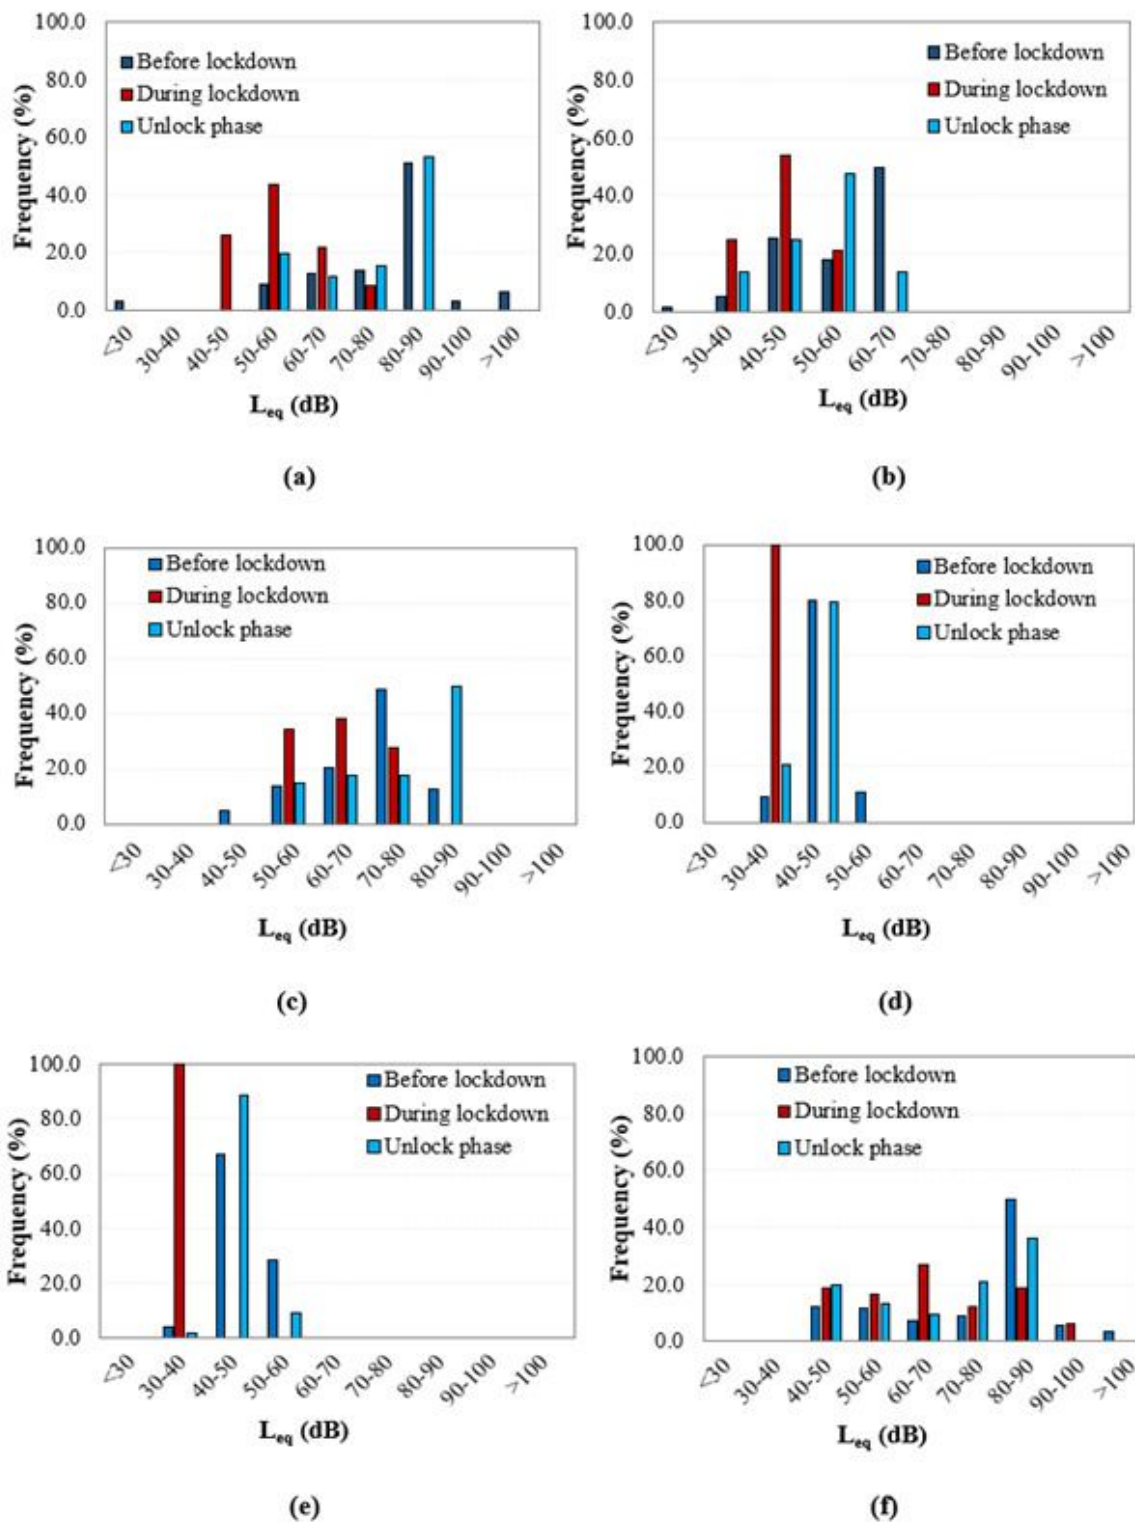 100.0
80.0
60.0
40.0
20.0
0.0
Frequency (%)
Before lockdown
During lockdown
Unlock phase
<30
30-40
40-50
50-60
60-70
70-80
80-90
90-100
>100
Leq (dB)
(a)
100.0
80.0
60.0
40.0
20.0
0.0
Frequency (%)
Before lockdown
During lockdown
Unlock phase
<30
30-40
40-50
50-60
60-70
70-80
80-90
90-100
>100
Leq (dB)
(b)
100.0
80.0
60.0
40.0
20.0
0.0
Frequency (%)
Before lockdown
During lockdown
Unlock phase
<30
30-40
40-50
50-60
60-70
70-80
80-90
90-100
>100
Leq (dB)
(c)
100.0
80.0
60.0
40.0
20.0
0.0
Frequency (%)
Before lockdown
During lockdown
Unlock phase
<30
30-40
40-50
50-60
60-70
70-80
80-90
90-100
>100
Leq (dB)
(d)
100.0
80.0
60.0
40.0
20.0
0.0
Frequency (%)
Before lockdown
During lockdown
Unlock phase
<30
30-40
40-50
50-60
60-70
70-80
80-90
90-100
>100
Leq (dB)
(e)
100.0
80.0
60.0
40.0
20.0
0.0
Frequency (%)
Before lockdown
During lockdown
Unlock phase
<30
30-40
40-50
50-60
60-70
70-80
80-90
90-100
>100
Leq (dB)
(f)